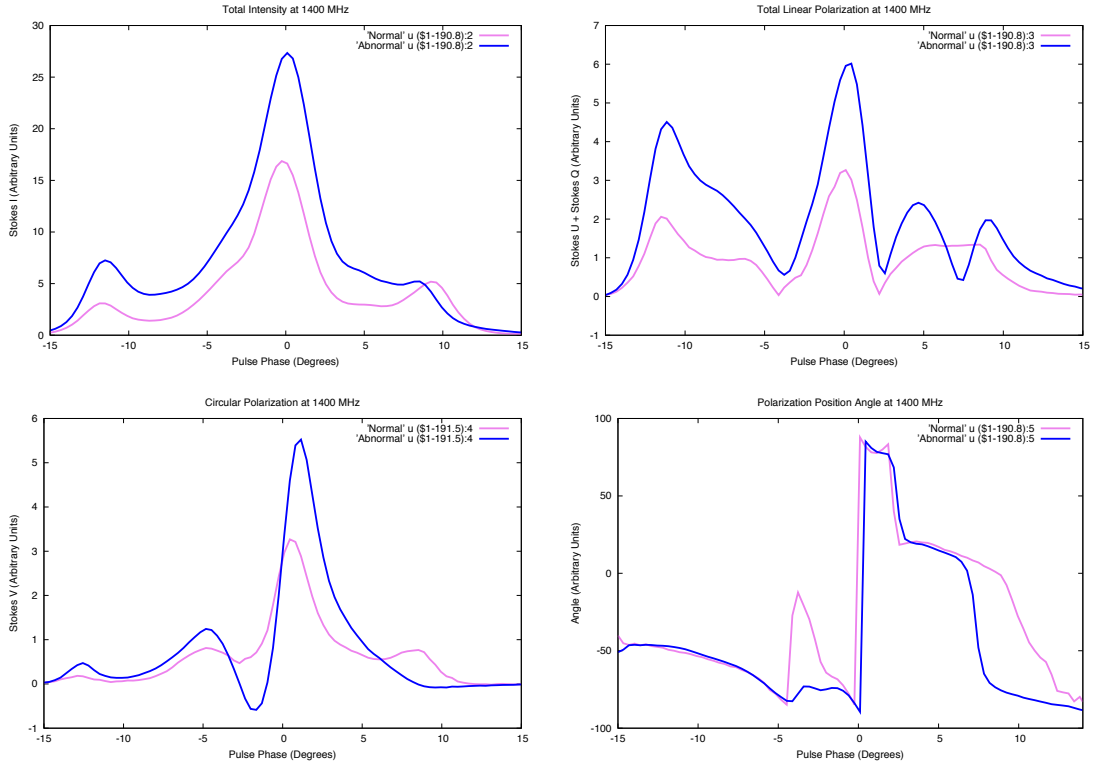 Total Intensity at 1400 MHz
Stokes I (Arbitrary Units)
30
25
20
15
10
5
0
-15
-10
-5
0
5
10
15
Pulse Phase (Degrees)
'Normal' u ($1-190.8):2
'Abnormal' u ($1-190.8):2
Total Linear Polarization at 1400 MHz
Stokes U + Stokes Q (Arbitrary Units)
7
6
5
4
3
2
1
0
-1
-15
-10
-5
0
5
10
15
Pulse Phase (Degrees)
'Normal' u ($1-190.8):3
'Abnormal' u ($1-190.8):3
Circular Polarization at 1400 MHz
Stokes V (Arbitrary Units)
6
5
4
3
2
1
0
-1
-15
-10
-5
0
5
10
15
Pulse Phase (Degrees)
'Normal' u ($1-191.5):4
'Abnormal' u ($1-191.5):4
Polarization Position Angle at 1400 MHz
Angle (Arbitrary Units)
100
50
0
-50
-100
-15
-10
-5
0
5
10
Pulse Phase (Degrees)
'Normal' u ($1-190.8):5
'Abnormal' u ($1-190.8):5